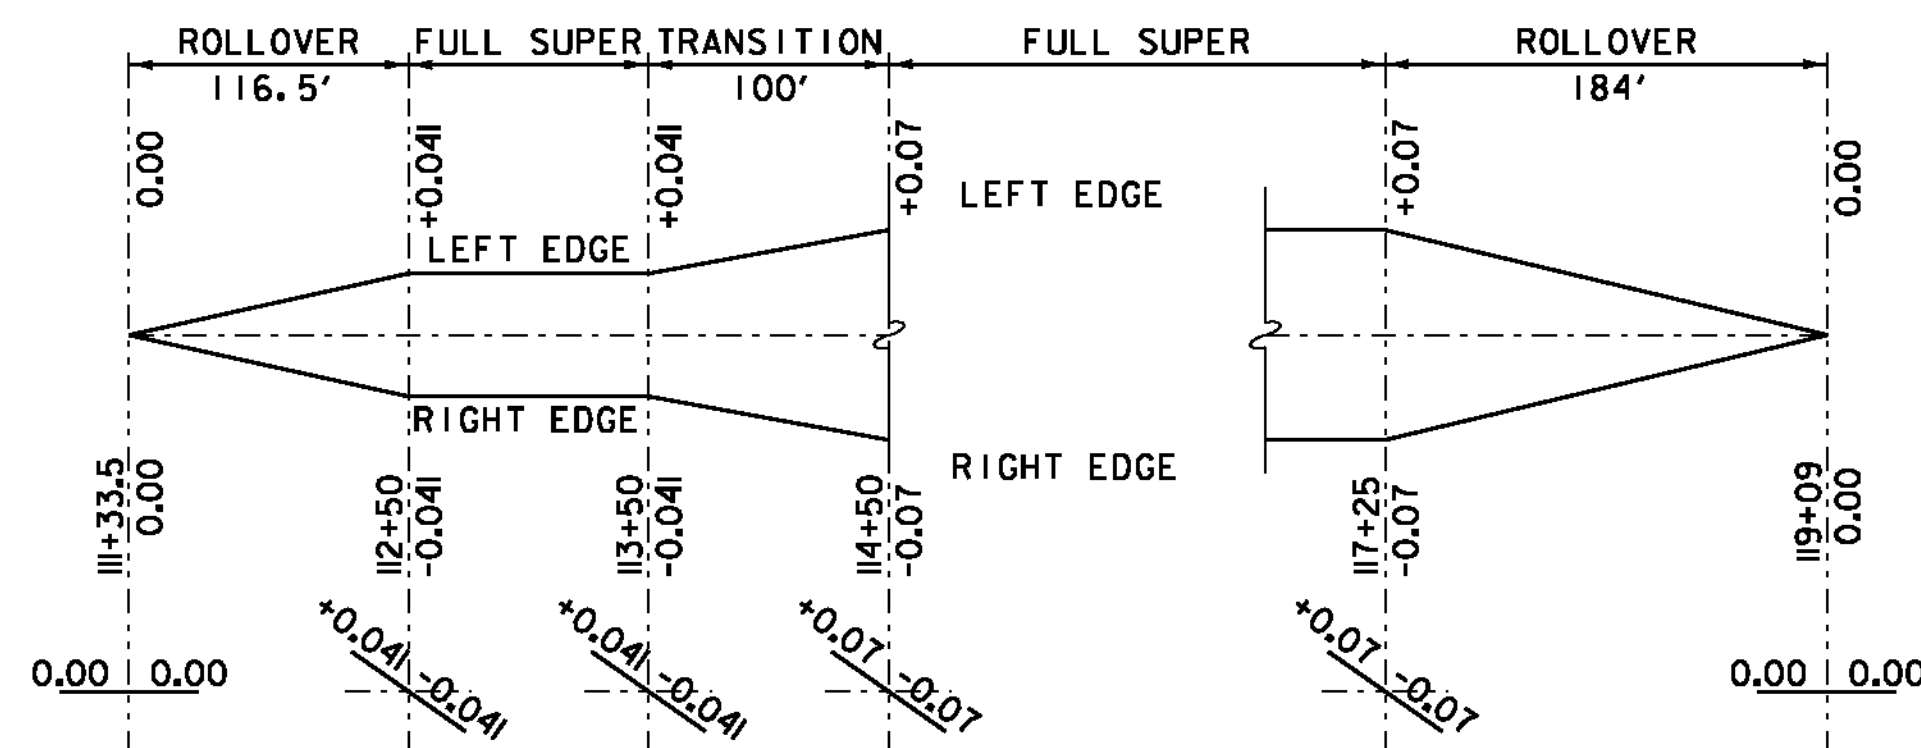 ROLLOVER FULL SUPER TRANSITION FULL SUPER ROLLOVER
116.5' 100' 184'
0.00 +0.041 +0.041 +0.07 +0.07 0.00
LEFT EDGE
LEFT EDGE
RIGHT EDGE
RIGHT EDGE
111+33.5 112+50 113+50 114+50 117+25 119+09
0.00 -0.041 -0.041 -0.07 -0.07 0.00
0.00 0.00
+0.041 -0.041
+0.041 -0.041
+0.07 -0.07
+0.07 -0.07
0.00 0.00